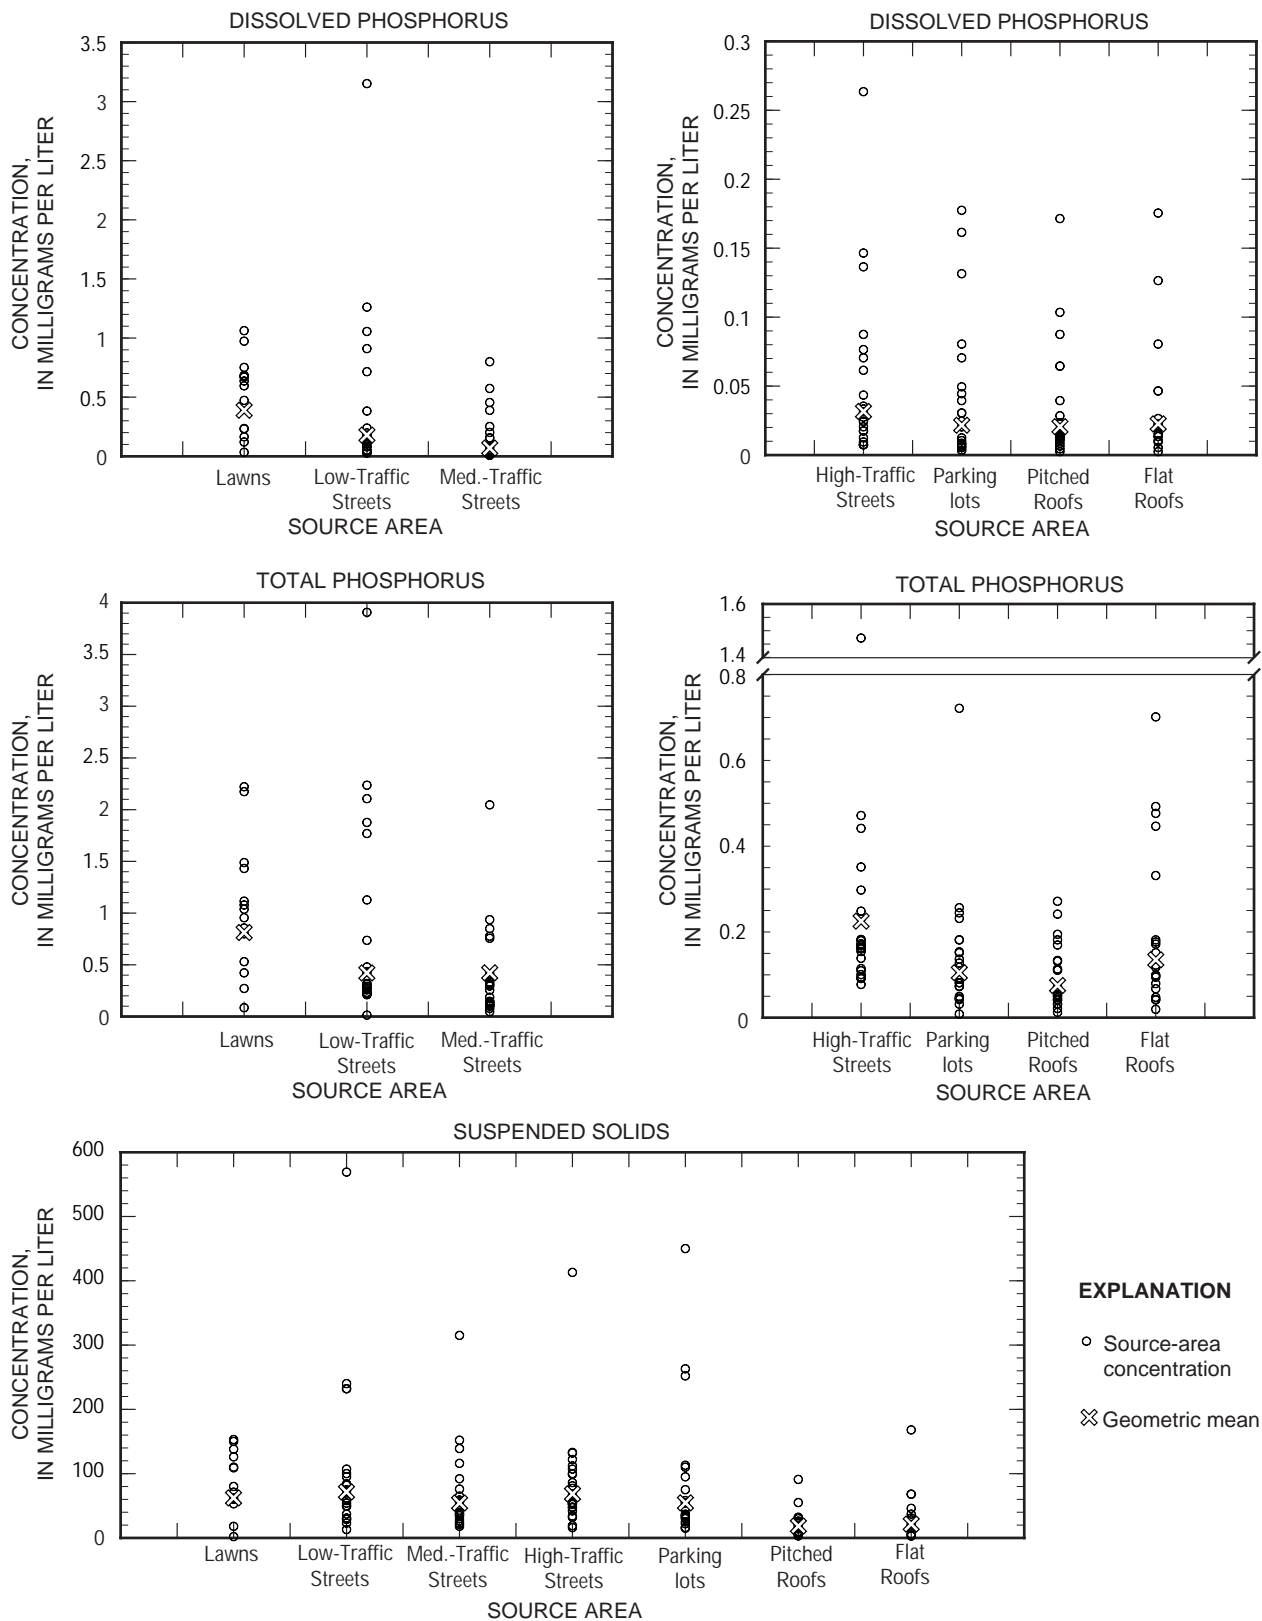 DISSOLVED PHOSPHORUS
CONCENTRATION,
IN MILLIGRAMS PER LITER
3.5
3
2.5
2
1.5
1
0.5
0
Lawns
Low-Traffic
Streets
Med.-Traffic
Streets
SOURCE AREA
DISSOLVED PHOSPHORUS
CONCENTRATION,
IN MILLIGRAMS PER LITER
0.3
0.25
0.2
0.15
0.1
0.05
0
High-Traffic
Streets
Parking
lots
Pitched
Roofs
Flat
Roofs
SOURCE AREA
TOTAL PHOSPHORUS
CONCENTRATION,
IN MILLIGRAMS PER LITER
4
3.5
3
2.5
2
1.5
1
0.5
0
Lawns
Low-Traffic
Streets
Med.-Traffic
Streets
SOURCE AREA
TOTAL PHOSPHORUS
CONCENTRATION,
IN MILLIGRAMS PER LITER
1.6
1.4
0.8
0.6
0.4
0.2
0
High-Traffic
Streets
Parking
lots
Pitched
Roofs
Flat
Roofs
SOURCE AREA
SUSPENDED SOLIDS
CONCENTRATION,
IN MILLIGRAMS PER LITER
600
500
400
300
200
100
0
Lawns
Low-Traffic
Streets
Med.-Traffic
Streets
High-Traffic
Streets
Parking
lots
Pitched
Roofs
Flat
Roofs
SOURCE AREA
EXPLANATION
Source-area
concentration
Geometric mean